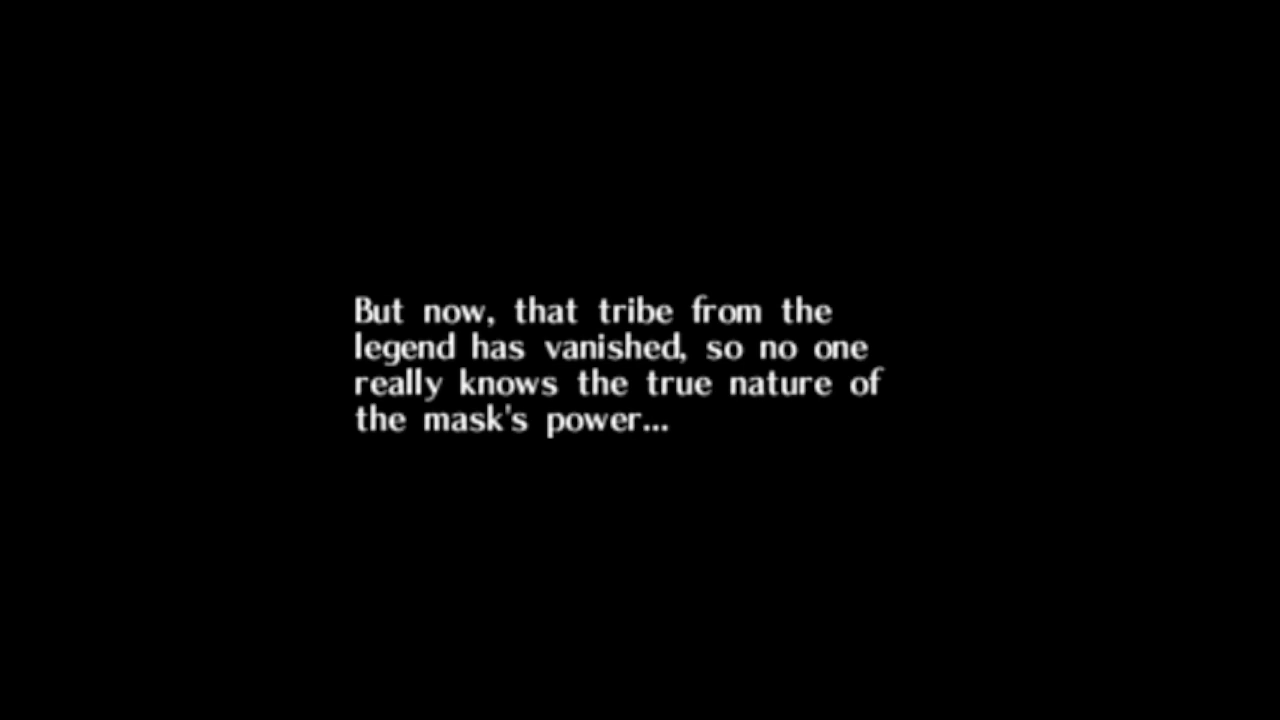 But now, that tribe from the
legend has vanished, so no one
really knows the true nature of
the mask's power...